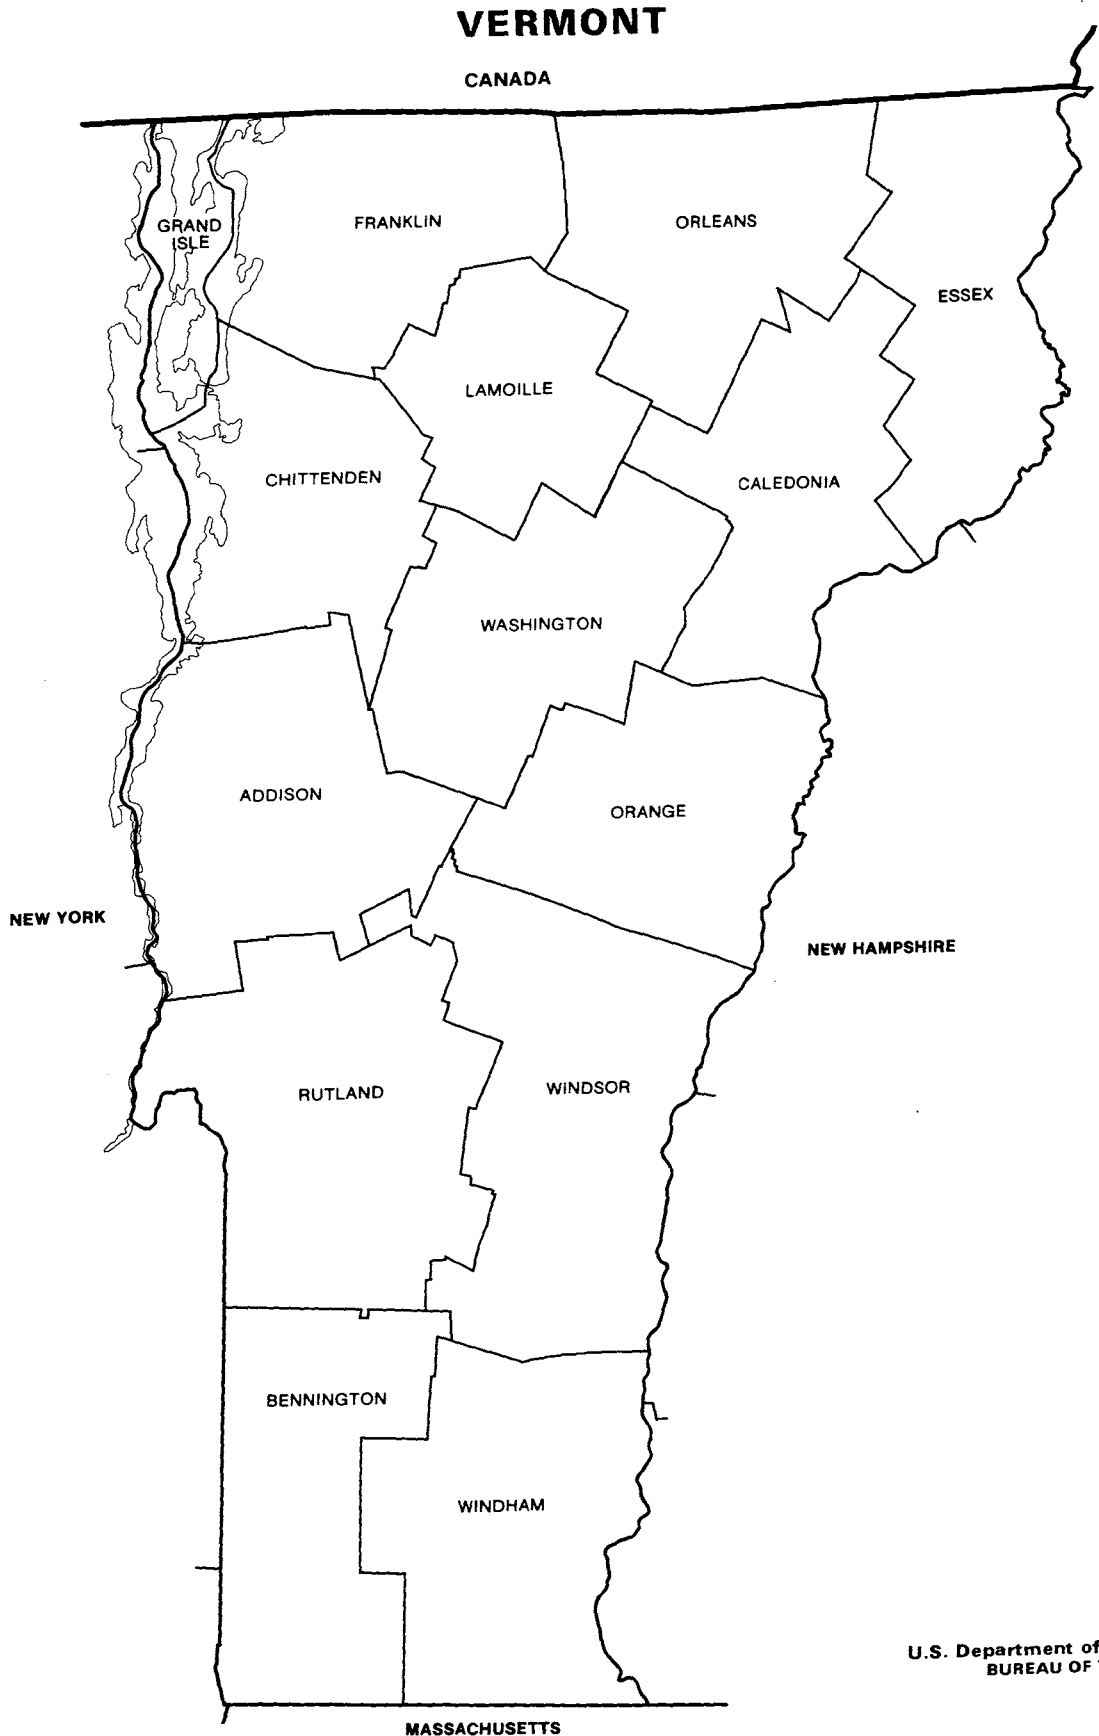 VERMONT
CANADA
GRAND
ISLE
FRANKLIN
ORLEANS
ESSEX
LAMOILLE
CHITTENDEN
CALEDONIA
WASHINGTON
ADDISON
ORANGE
NEW YORK
NEW HAMPSHIRE
RUTLAND
WINDSOR
BENNINGTON
WINDHAM
U.S. Department of
BUREAU OF
MASSACHUSETTS